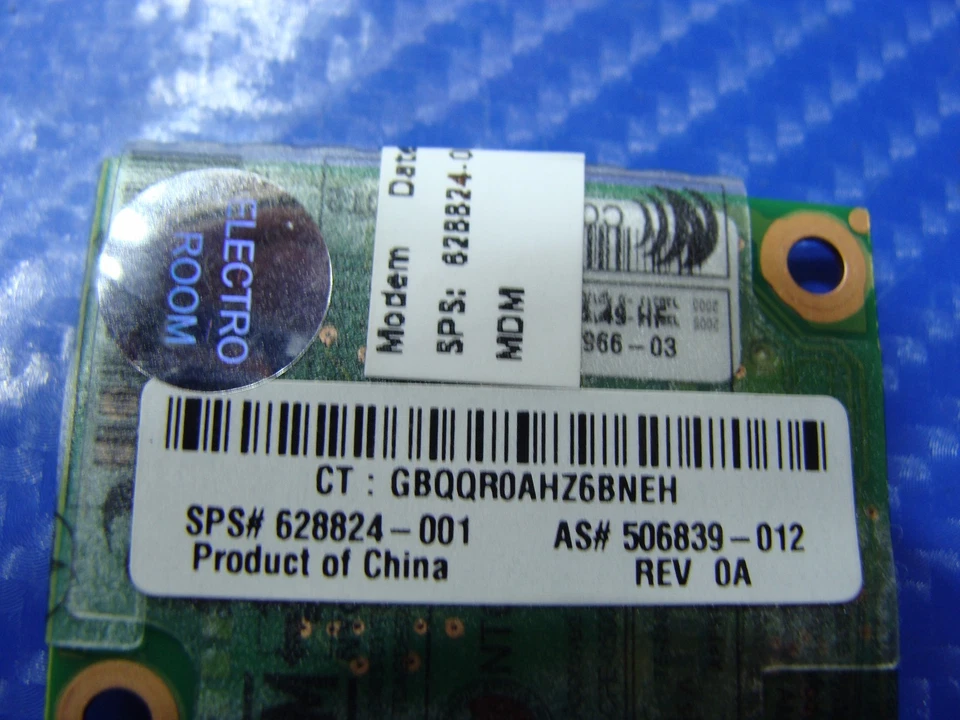 ELECTRO
ROOM
Modem Date
SPS: 628824-0
MDM
966-03
CT : GBQQR0AHZ6BNEH
SPS# 628824-001
AS# 506839-012
Product of China
REV 0A